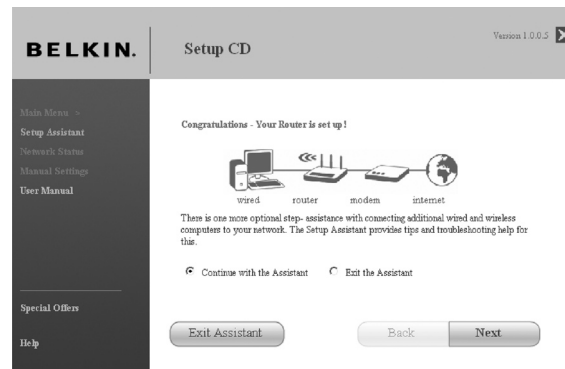 BELKIN.
Setup CD
Version 1.0.0.5
Main Menu >
Setup Assistant
Network Status
Manual Settings
User Manual
Special Offers
Help
Congratulations - Your Router is set up!
wired router modem internet
There is one more optional step- assistance with connecting additional wired and wireless
computers to your network. The Setup Assistant provides tips and troubleshooting help for
this.
Continue with the Assistant Exit the Assistant
Exit Assistant Back Next